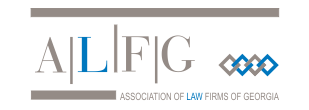 A|L|F|G
ASSOCIATION OF LAW FIRMS OF GEORGIA